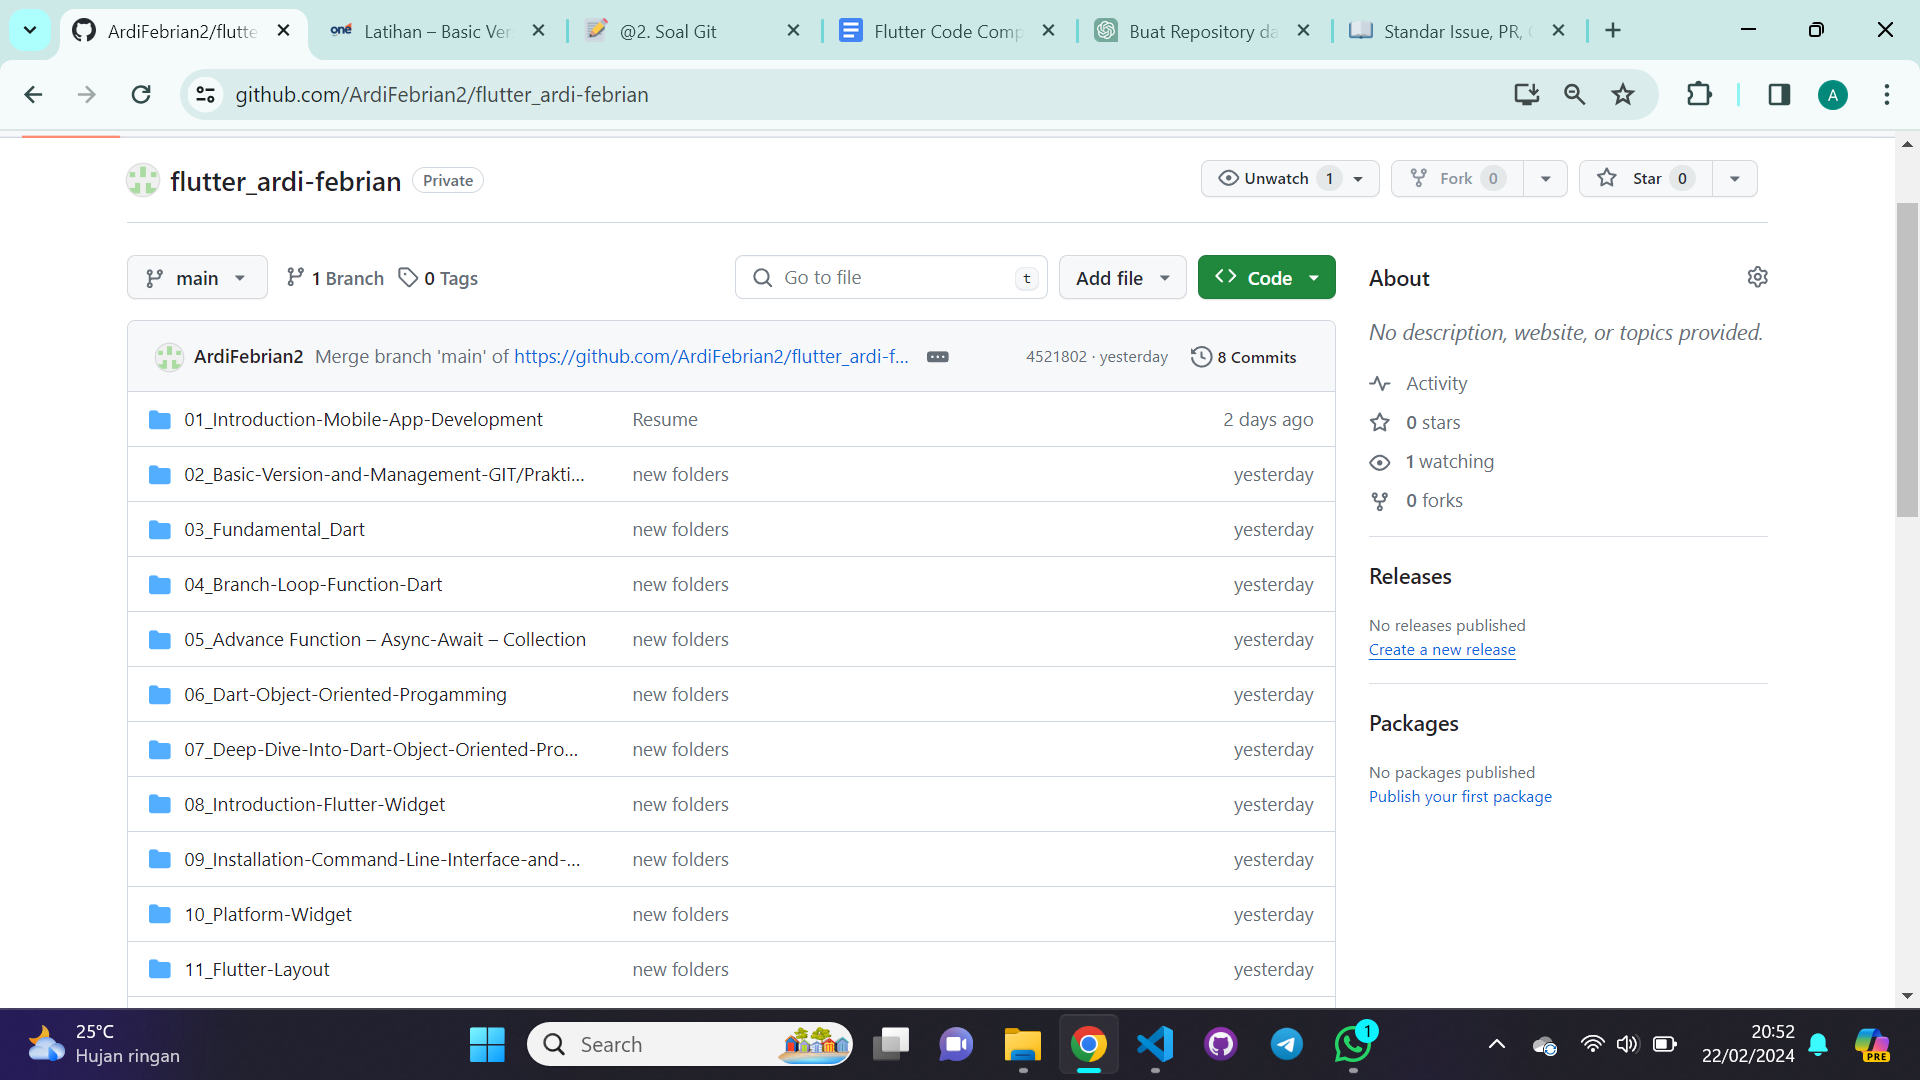 ArdiFebrian2/flutte
Latihan – Basic Ver
@2. Soal Git
Flutter Code Comp
Buat Repository da
Standar Issue, PR,
github.com/ArdiFebrian2/flutter_ardi-febrian
A
flutter_ardi-febrian Private
Unwatch 1
Fork 0
Star 0
main
1 Branch
0 Tags
Go to file t
Add file
Code
ArdiFebrian2 Merge branch 'main' of https://github.com/ArdiFebrian2/flutter_ardi-f...
4521802 · yesterday
8 Commits
01_Introduction-Mobile-App-Development Resume 2 days ago
02_Basic-Version-and-Management-GIT/Prakti... new folders yesterday
03_Fundamental_Dart new folders yesterday
04_Branch-Loop-Function-Dart new folders yesterday
05_Advance Function – Async-Await – Collection new folders yesterday
06_Dart-Object-Oriented-Progamming new folders yesterday
07_Deep-Dive-Into-Dart-Object-Oriented-Pro... new folders yesterday
08_Introduction-Flutter-Widget new folders yesterday
09_Installation-Command-Line-Interface-and-... new folders yesterday
10_Platform-Widget new folders yesterday
11_Flutter-Layout new folders yesterday
About
No description, website, or topics provided.
Activity
0 stars
1 watching
0 forks
Releases
No releases published
Create a new release
Packages
No packages published
Publish your first package
25°C
Hujan ringan
Search
1
20:52
22/02/2024
PRE